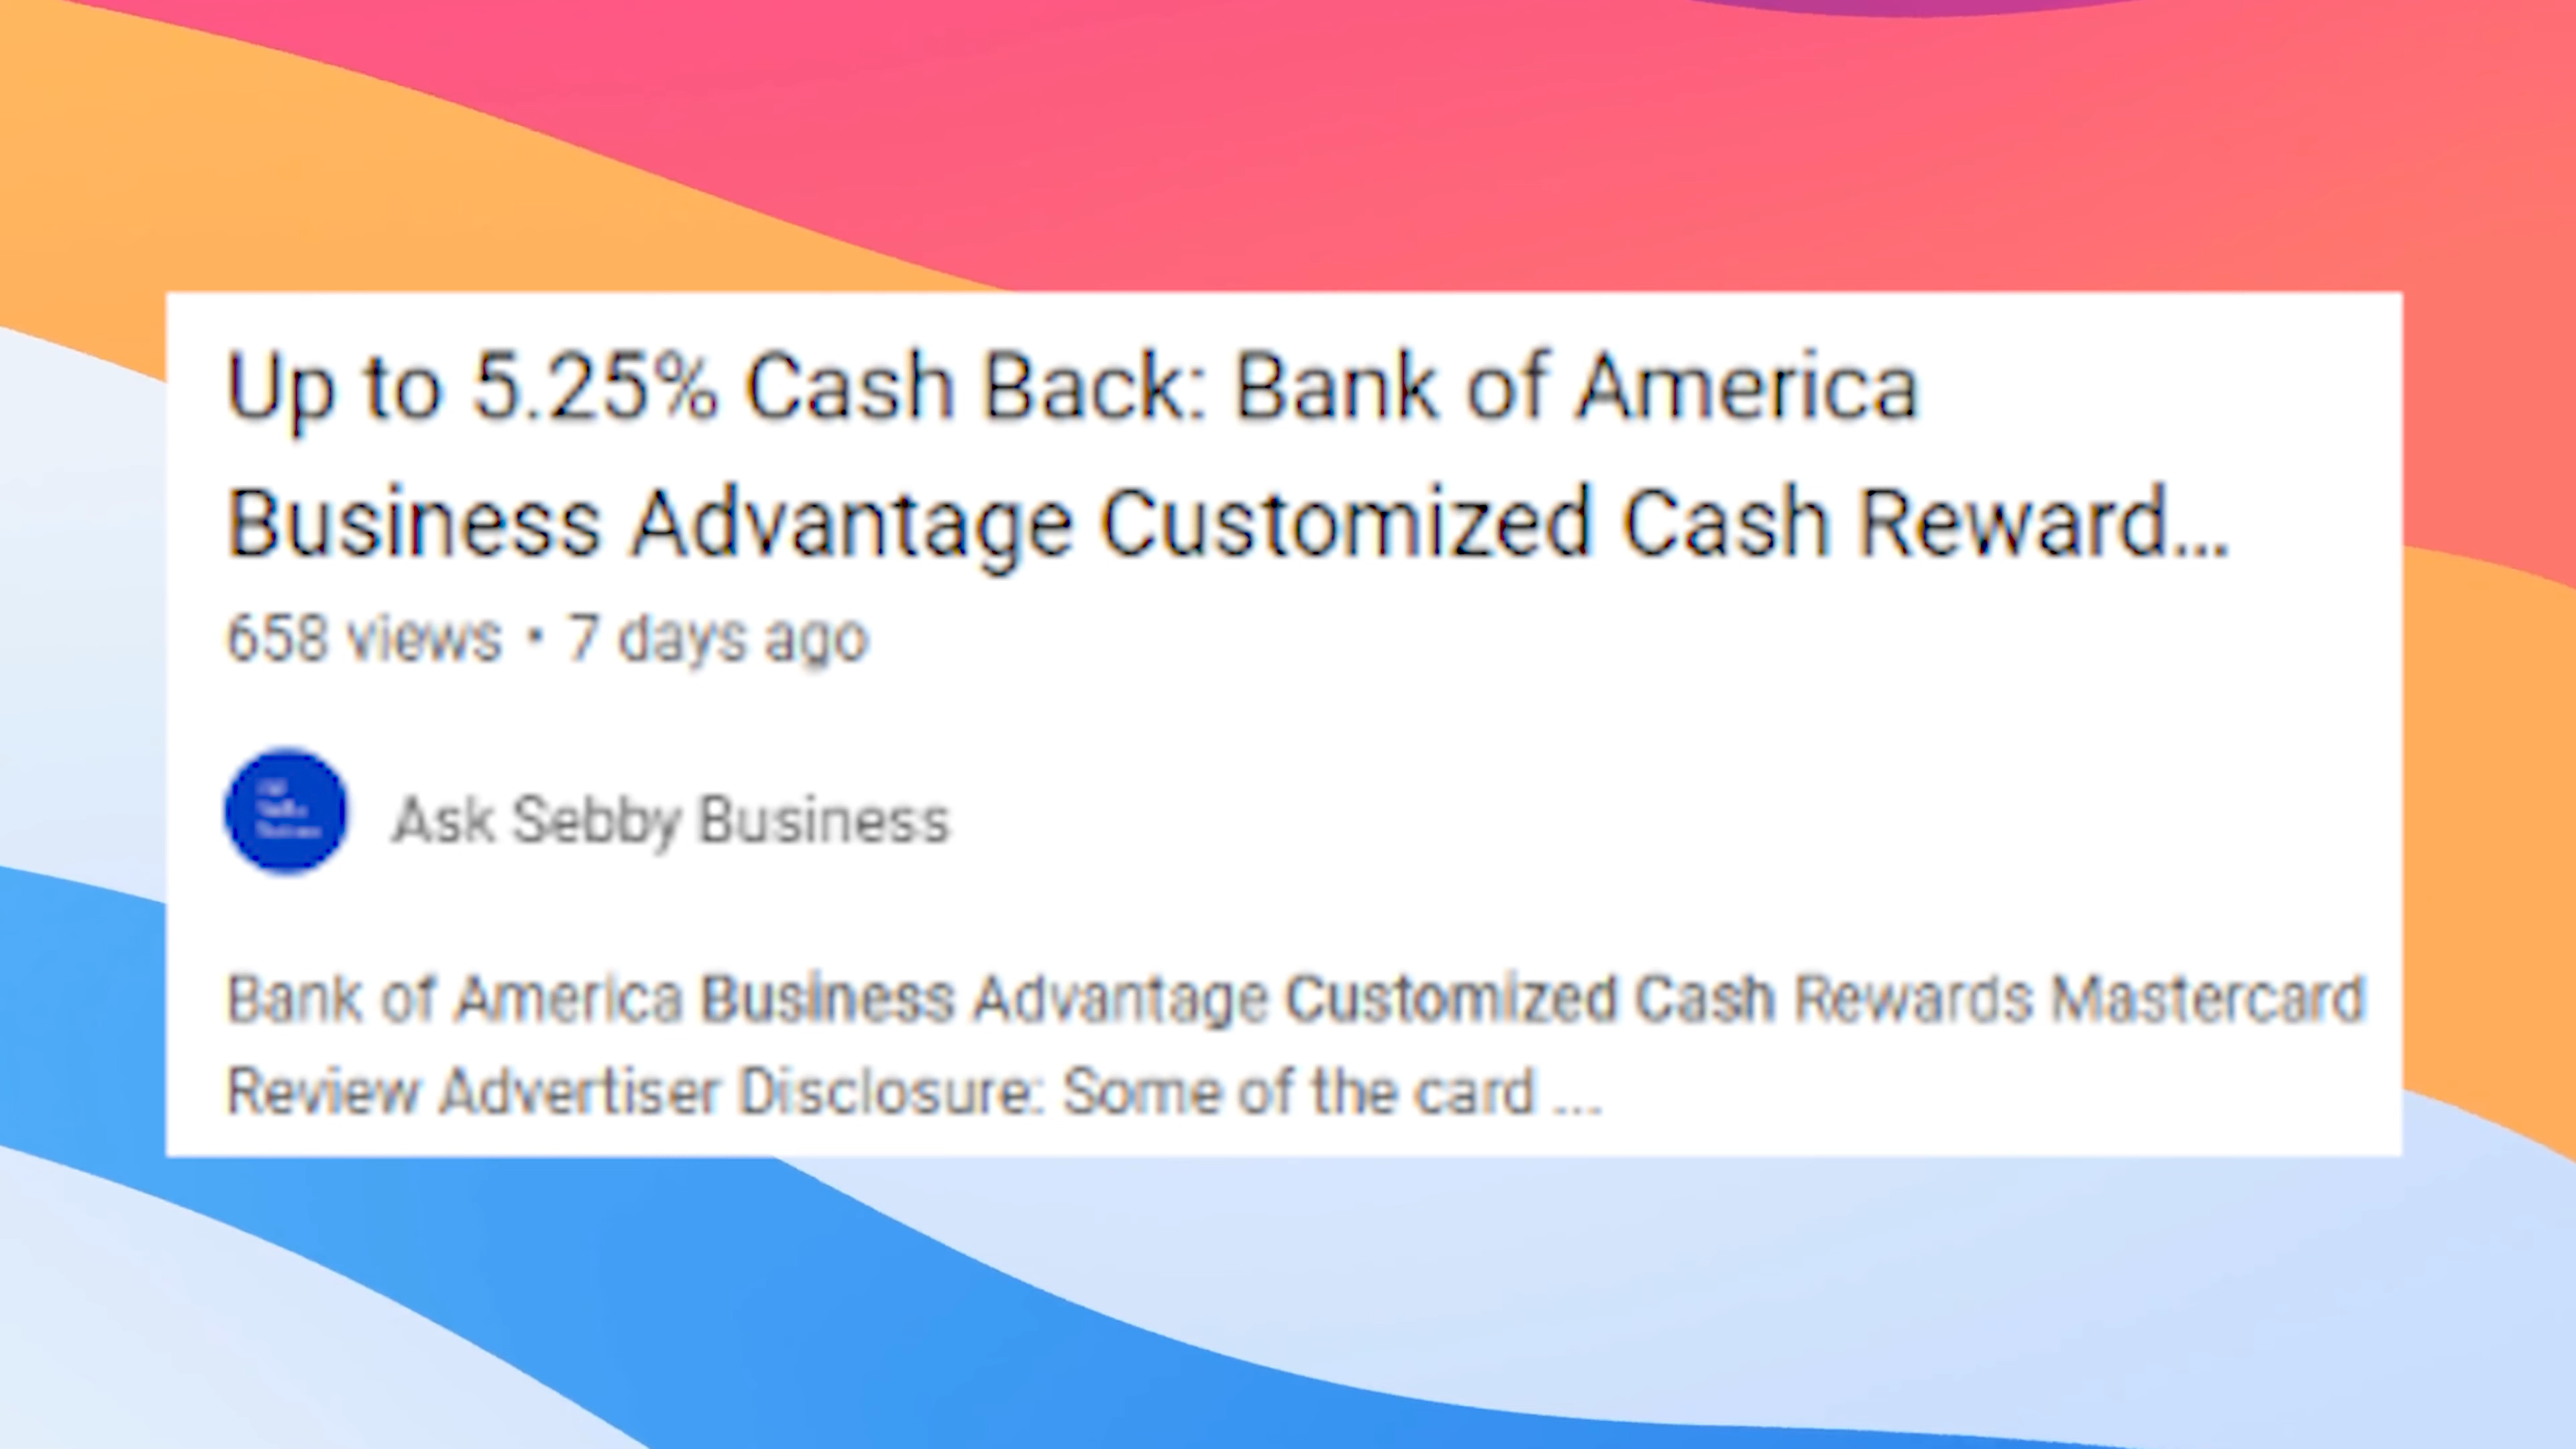 Up to 5.25% Cash Back: Bank of America
Business Advantage Customized Cash Reward...
658 views • 7 days ago
Ask Sebby Business
Bank of America Business Advantage Customized Cash Rewards Mastercard
Review Advertiser Disclosure: Some of the card ...